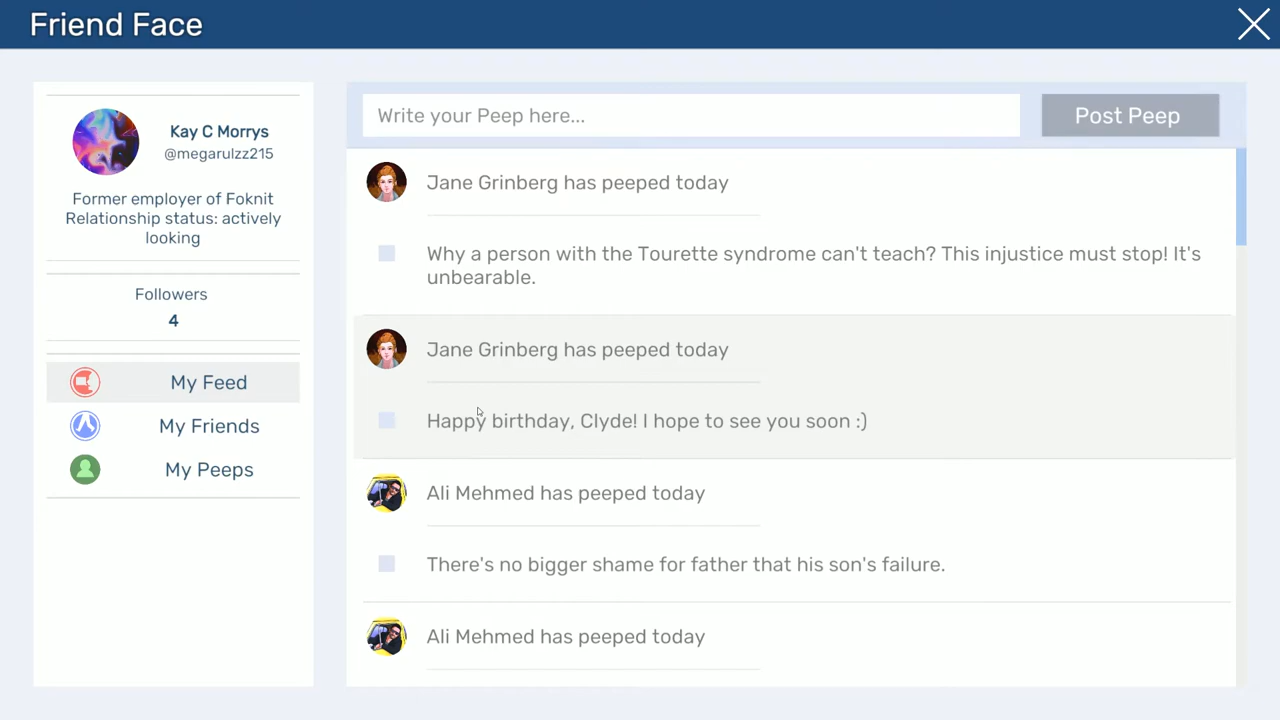 Friend Face
Kay C Morrys
@megarulzz215
Former employer of Foknit
Relationship status: actively
looking
Followers
4
My Feed
My Friends
My Peeps
Write your Peep here...
Post Peep
Jane Grinberg has peeped today
Why a person with the Tourette syndrome can't teach? This injustice must stop! It's
unbearable.
Jane Grinberg has peeped today
Happy birthday, Clyde! I hope to see you soon :)
Ali Mehmed has peeped today
There's no bigger shame for father that his son's failure.
Ali Mehmed has peeped today